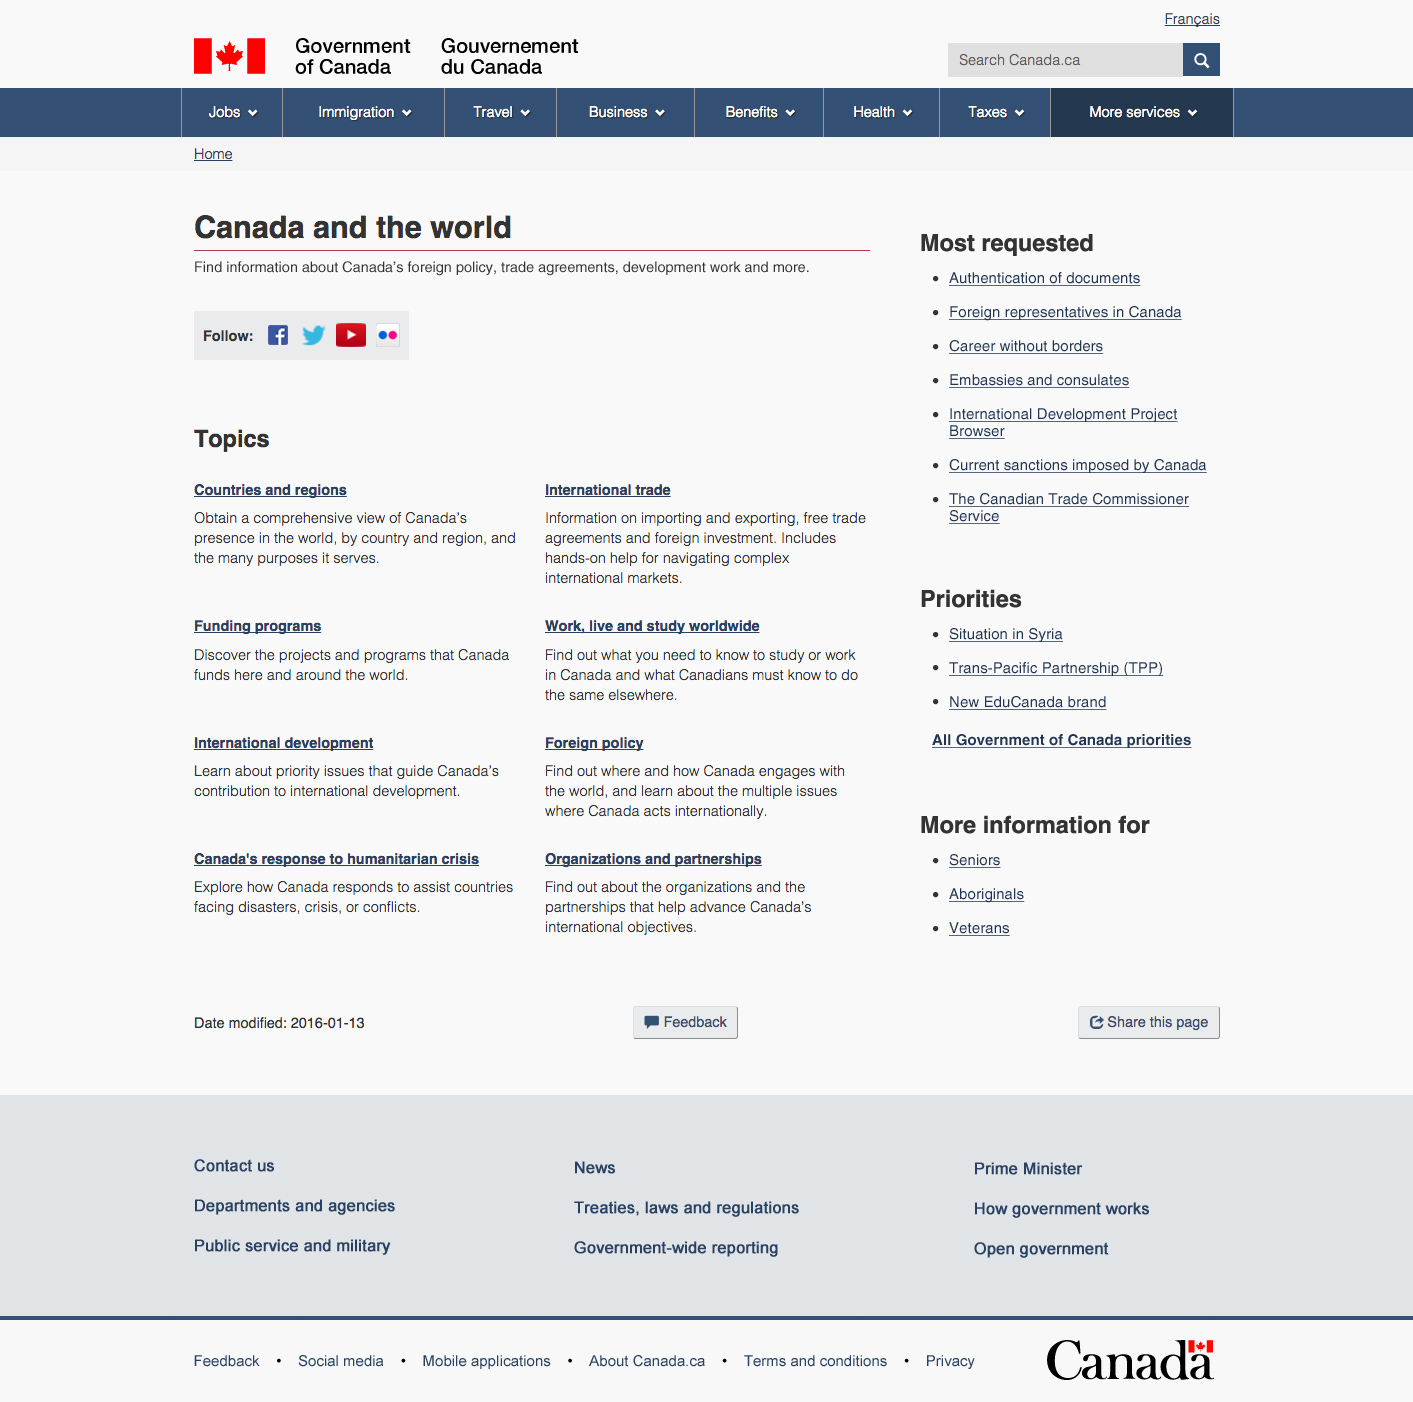 Français
Government
of Canada
Gouvernement
du Canada
Search Canada.ca
Jobs
Immigration
Travel
Business
Benefits
Health
Taxes
More services
Home
Canada and the world
Find information about Canada's foreign policy, trade agreements, development work and more.
Follow:
Topics
Countries and regions
Obtain a comprehensive view of Canada's
presence in the world, by country and region, and
the many purposes it serves.
International trade
Information on importing and exporting, free trade
agreements and foreign investment. Includes
hands-on help for navigating complex
international markets.
Funding programs
Discover the projects and programs that Canada
funds here and around the world.
Work, live and study worldwide
Find out what you need to know to study or work
in Canada and what Canadians must know to do
the same elsewhere.
International development
Learn about priority issues that guide Canada's
contribution to international development.
Foreign policy
Find out where and how Canada engages with
the world, and learn about the multiple issues
where Canada acts internationally.
Canada's response to humanitarian crisis
Explore how Canada responds to assist countries
facing disasters, crisis, or conflicts.
Organizations and partnerships
Find out about the organizations and the
partnerships that help advance Canada's
international objectives.
Most requested
Authentication of documents
Foreign representatives in Canada
Career without borders
Embassies and consulates
International Development Project
Browser
Current sanctions imposed by Canada
The Canadian Trade Commissioner
Service
Priorities
Situation in Syria
Trans-Pacific Partnership (TPP)
New EduCanada brand
All Government of Canada priorities
More information for
Seniors
Aboriginals
Veterans
Date modified: 2016-01-13
Feedback
Share this page
Contact us
Departments and agencies
Public service and military
News
Treaties, laws and regulations
Government-wide reporting
Prime Minister
How government works
Open government
Feedback • Social media • Mobile applications • About Canada.ca • Terms and conditions • Privacy
Canada